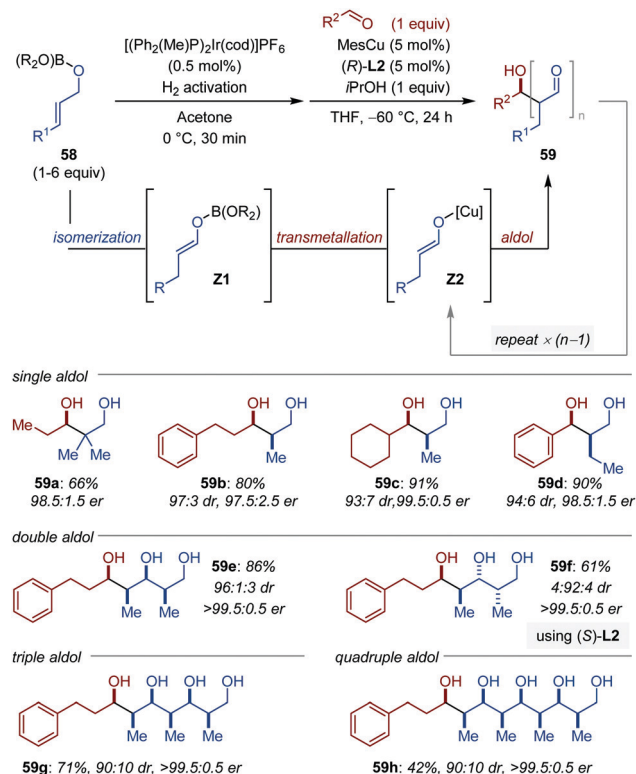 (R₂O)B
O
R¹
58
(1-6 equiv)
[(Ph₂(Me)P)₂Ir(cod)]PF₆
(0.5 mol%)
H₂ activation
Acetone
0 °C, 30 min
R² O (1 equiv)
MesCu (5 mol%)
(R)-L2 (5 mol%)
iPrOH (1 equiv)
THF, −60 °C, 24 h
HO O
R²
R¹ n
59
isomerization
O B(OR₂)
R
Z1
transmetallation
O [Cu]
R
Z2
aldol
repeat × (n−1)
single aldol
OH OH
Me
Me Me
59a: 66%
98.5:1.5 er
OH OH
Me
59b: 80%
97:3 dr, 97.5:2.5 er
OH OH
Me
59c: 91%
93:7 dr,99.5:0.5 er
OH OH
Me
59d: 90%
94:6 dr, 98.5:1.5 er
double aldol
OH OH OH
Me Me
59e: 86%
96:1:3 dr
>99.5:0.5 er
OH OH OH
Me Me
59f: 61%
4:92:4 dr
>99.5:0.5 er
using (S)-L2
triple aldol
OH OH OH OH
Me Me Me
59g: 71%, 90:10 dr, >99.5:0.5 er
quadruple aldol
OH OH OH OH OH
Me Me Me Me
59h: 42%, 90:10 dr, >99.5:0.5 er